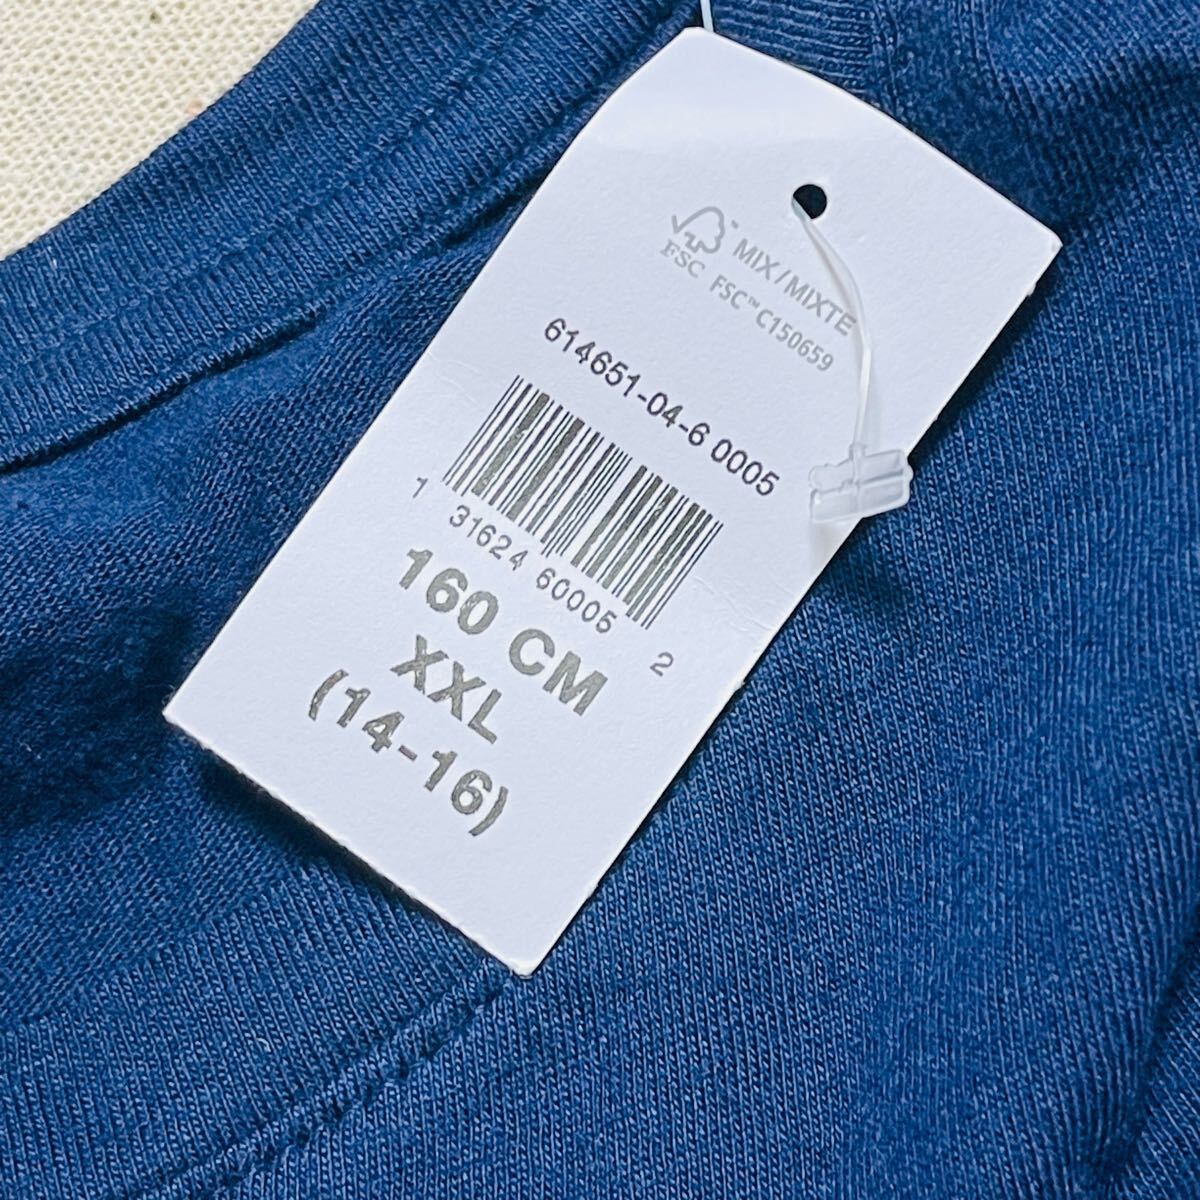 MIX/MIXTE
FSC FSC™ C150659
614651-04-6 0005
1 31624 60005 2
160 CM
XXL
(14-16)